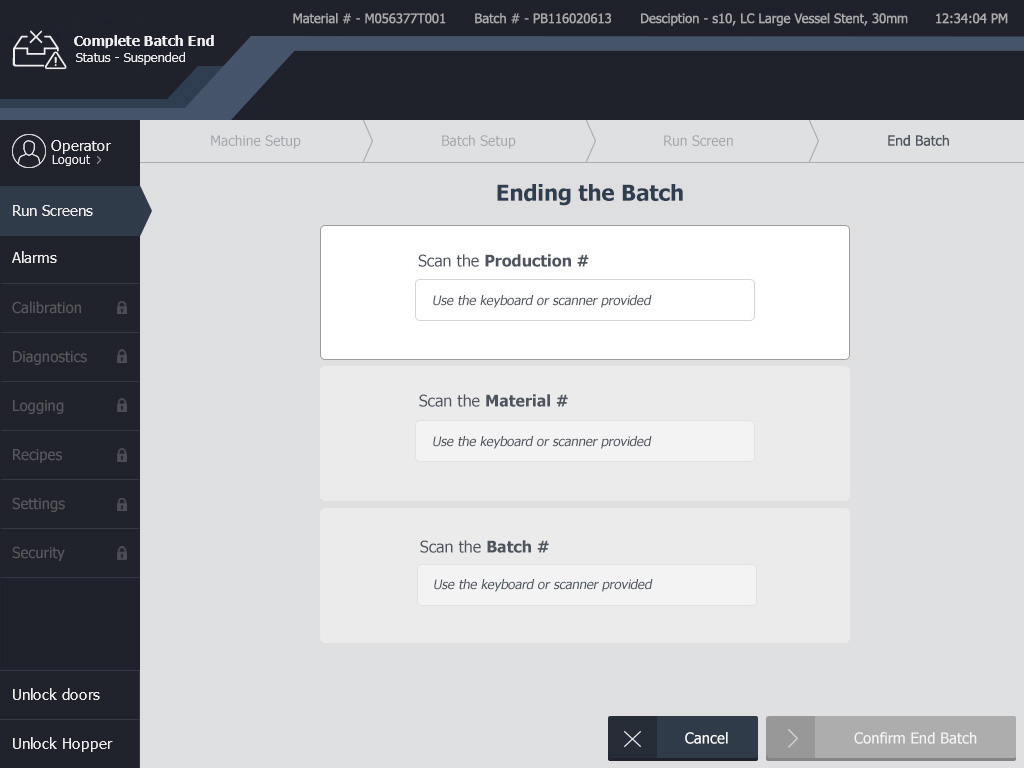 Material # - M056377T001 Batch # - PB116020613 Desciption - s10, LC Large Vessel Stent, 30mm 12:34:04 PM
Complete Batch End
Status - Suspended
Operator
Logout >
Machine Setup Batch Setup Run Screen End Batch
Run Screens
Alarms
Calibration
Diagnostics
Logging
Recipes
Settings
Security
Unlock doors
Unlock Hopper
Ending the Batch
Scan the Production #
Use the keyboard or scanner provided
Scan the Material #
Use the keyboard or scanner provided
Scan the Batch #
Use the keyboard or scanner provided
Cancel Confirm End Batch